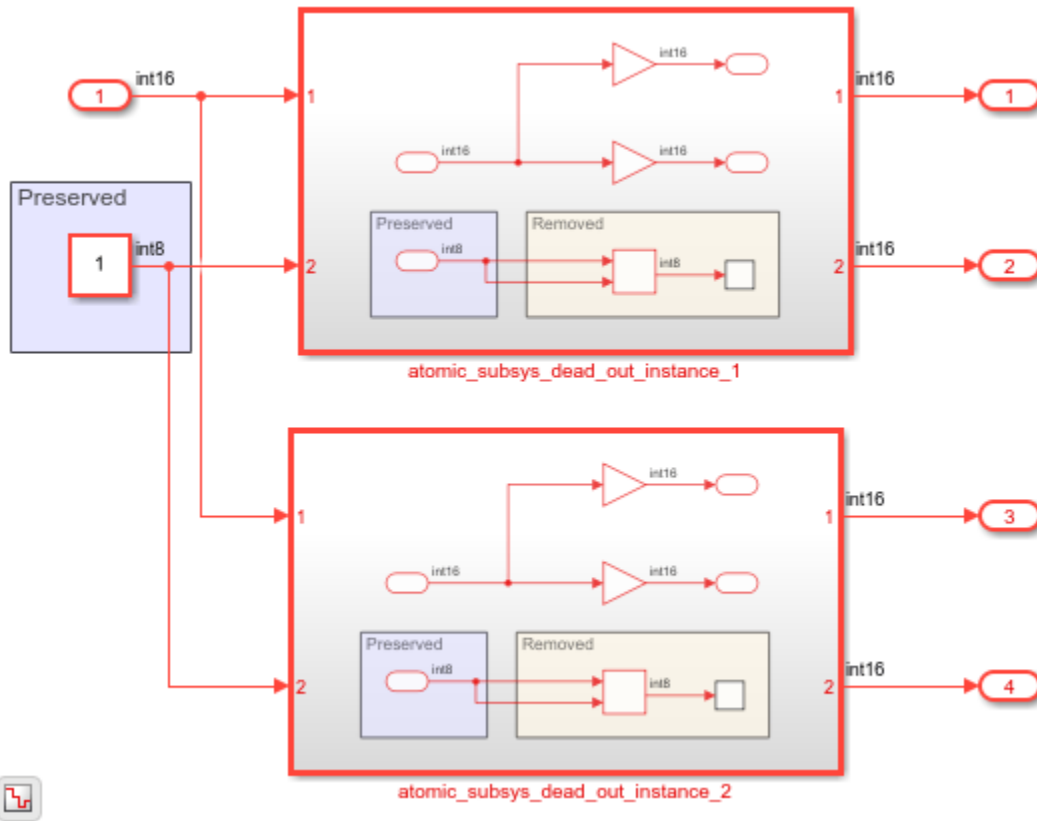 int16
1
Preserved
1
int8
1
2
int16
int16
int16
Preserved
int8
Removed
int8
1
2
int16
1
int16
2
atomic_subsys_dead_out_instance_1
1
2
int16
int16
int16
Preserved
int8
Removed
int8
1
2
int16
3
int16
4
atomic_subsys_dead_out_instance_2